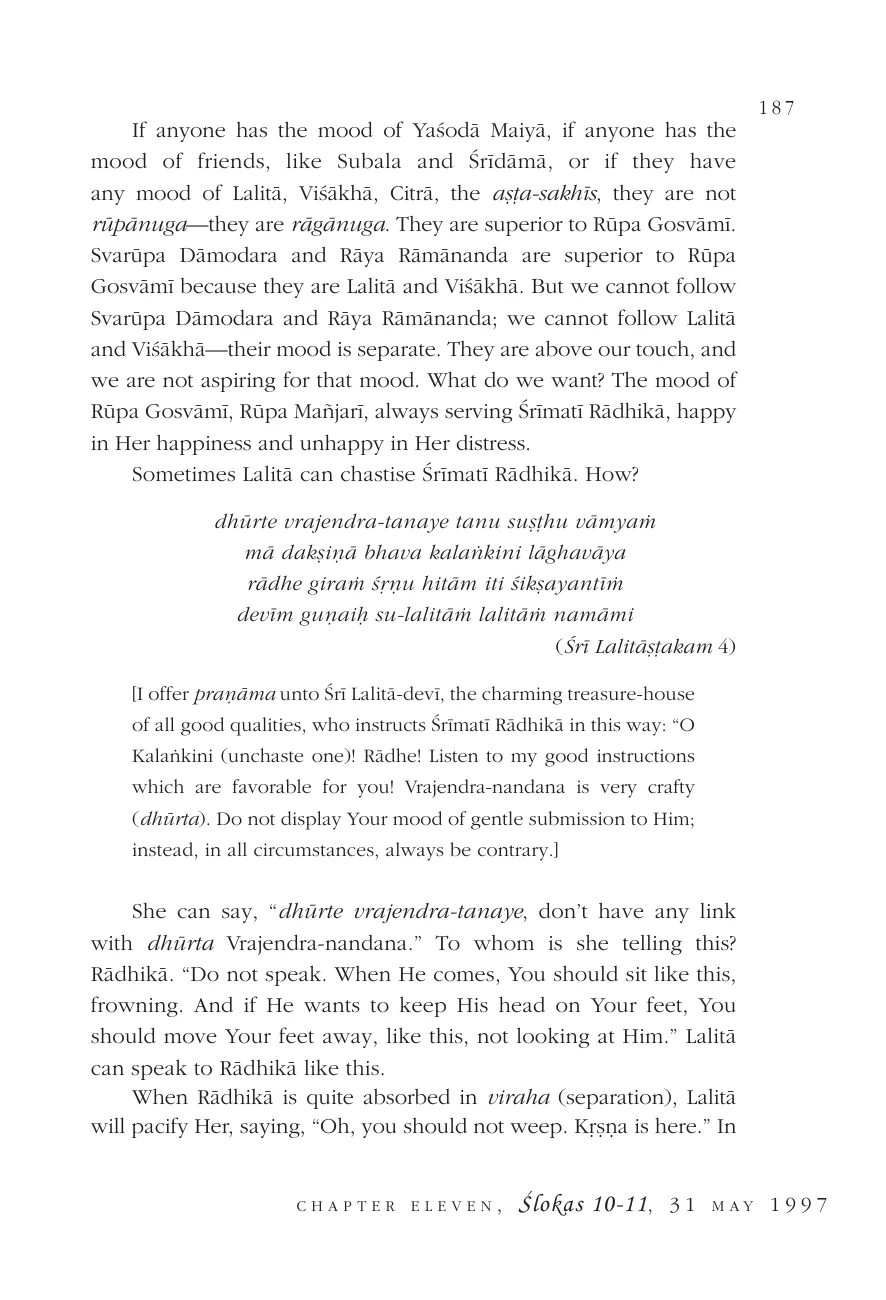 187
If anyone has the mood of Yaśodā Maiyā, if anyone has the
mood of friends, like Subala and Śrīdāmā, or if they have
any mood of Lalitā, Viśākhā, Citrā, the aṣṭa-sakhīs, they are not
rūpānuga—they are rāgānuga. They are superior to Rūpa Gosvāmī.
Svarūpa Dāmodara and Rāya Rāmānanda are superior to Rūpa
Gosvāmī because they are Lalitā and Viśākhā. But we cannot follow
Svarūpa Dāmodara and Rāya Rāmānanda; we cannot follow Lalitā
and Viśākhā—their mood is separate. They are above our touch, and
we are not aspiring for that mood. What do we want? The mood of
Rūpa Gosvāmī, Rūpa Mañjarī, always serving Śrīmatī Rādhikā, happy
in Her happiness and unhappy in Her distress.
Sometimes Lalitā can chastise Śrīmatī Rādhikā. How?
dhūrte vrajendra-tanaye tanu suṣṭhu vāmyaṁ
mā dakṣiṇā bhava kalaṅkini lāghavāya
rādhe giraṁ śṛṇu hitām iti śikṣayantīṁ
devīm guṇaiḥ su-lalitāṁ lalitāṁ namāmi
(Śrī Lalitāṣṭakam 4)
[I offer praṇāma unto Śrī Lalitā-devī, the charming treasure-house
of all good qualities, who instructs Śrīmatī Rādhikā in this way: “O
Kalaṅkini (unchaste one)! Rādhe! Listen to my good instructions
which are favorable for you! Vrajendra-nandana is very crafty
(dhūrta). Do not display Your mood of gentle submission to Him;
instead, in all circumstances, always be contrary.]
She can say, “dhūrte vrajendra-tanaye, don’t have any link
with dhūrta Vrajendra-nandana.” To whom is she telling this?
Rādhikā. “Do not speak. When He comes, You should sit like this,
frowning. And if He wants to keep His head on Your feet, You
should move Your feet away, like this, not looking at Him.” Lalitā
can speak to Rādhikā like this.
When Rādhikā is quite absorbed in viraha (separation), Lalitā
will pacify Her, saying, “Oh, you should not weep. Kṛṣṇa is here.” In
CHAPTER ELEVEN, Ślokas 10-11, 31 MAY 1997